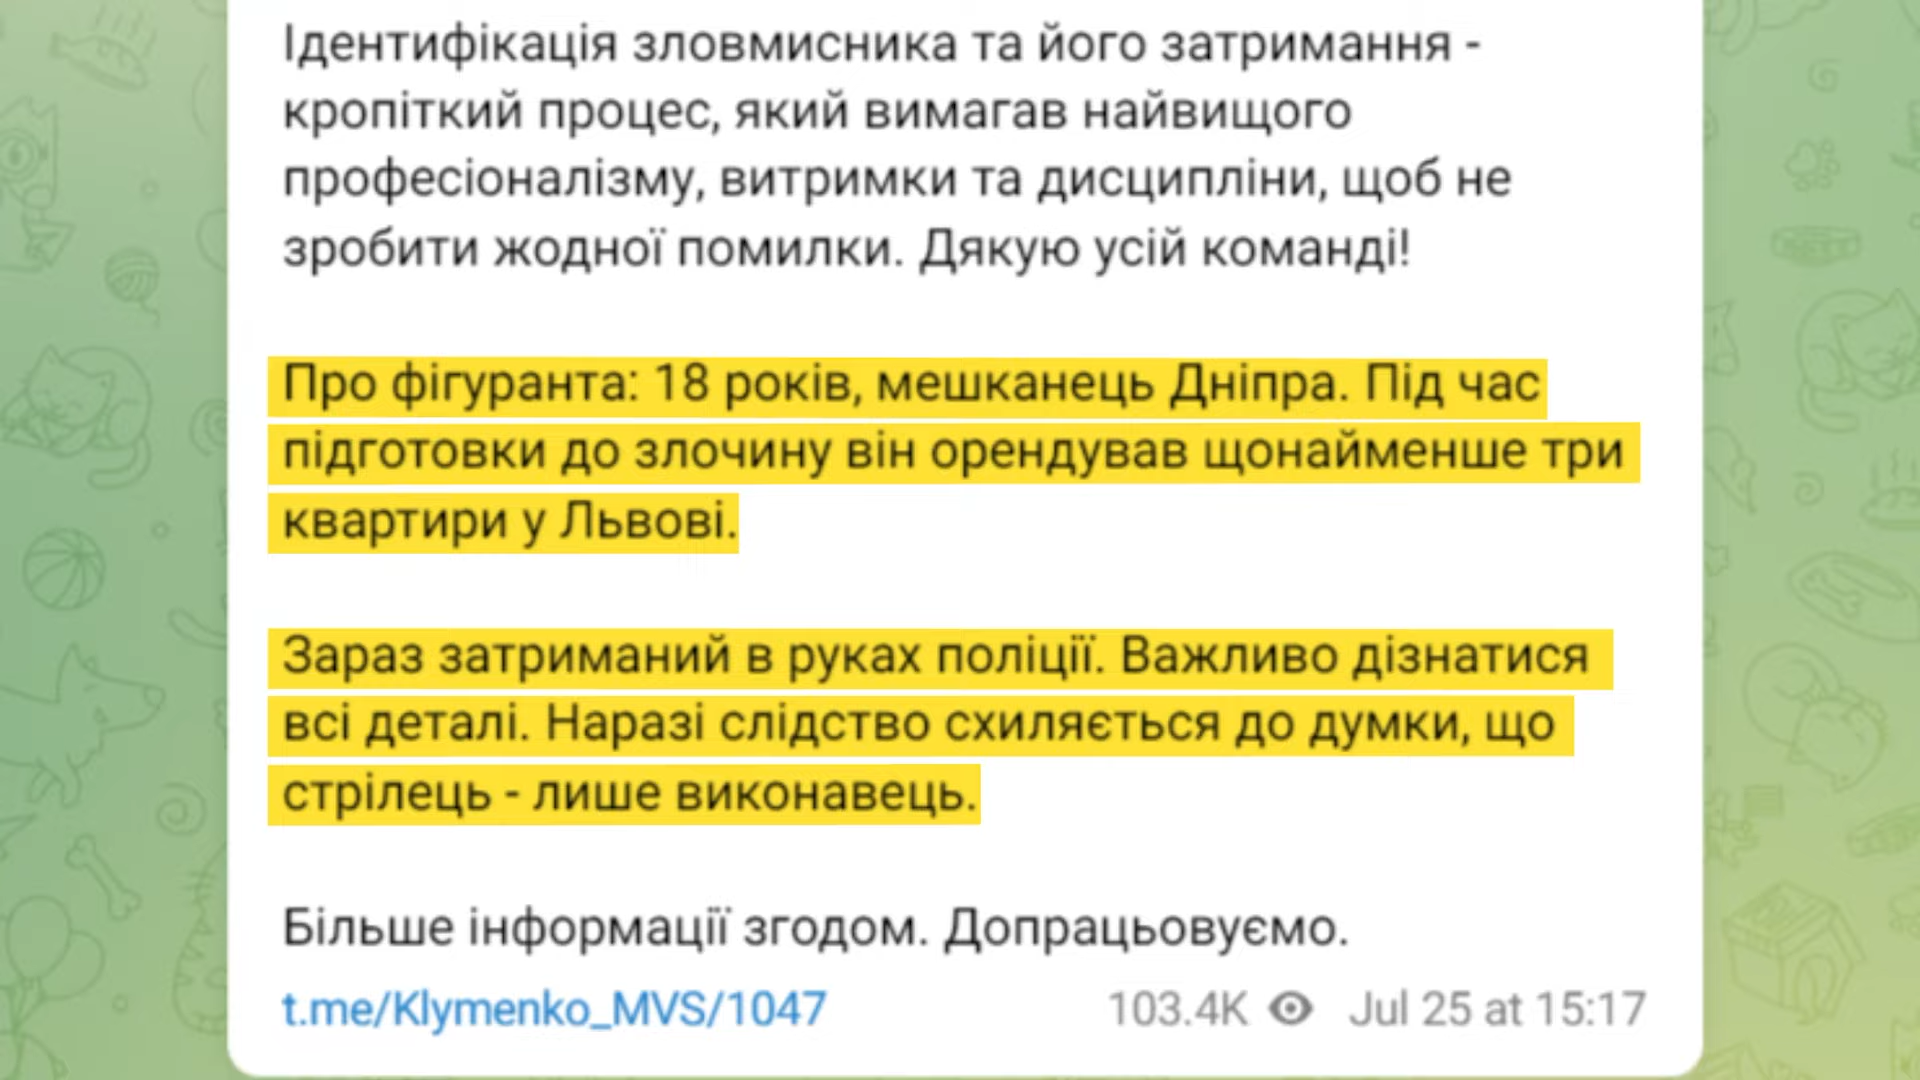 Ідентифікація зловмисника та його затримання -
кропіткий процес, який вимагав найвищого
професіоналізму, витримки та дисципліни, щоб не
зробити жодної помилки. Дякую усій команді!
Про фігуранта: 18 років, мешканець Дніпра. Під час
підготовки до злочину він орендував щонайменше три
квартири у Львові.
Зараз затриманий в руках поліції. Важливо дізнатися
всі деталі. Наразі слідство схиляється до думки, що
стрілець - лише виконавець.
Більше інформації згодом. Допрацьовуємо.
t.me/Klymenko_MVS/1047 103.4K Jul 25 at 15:17